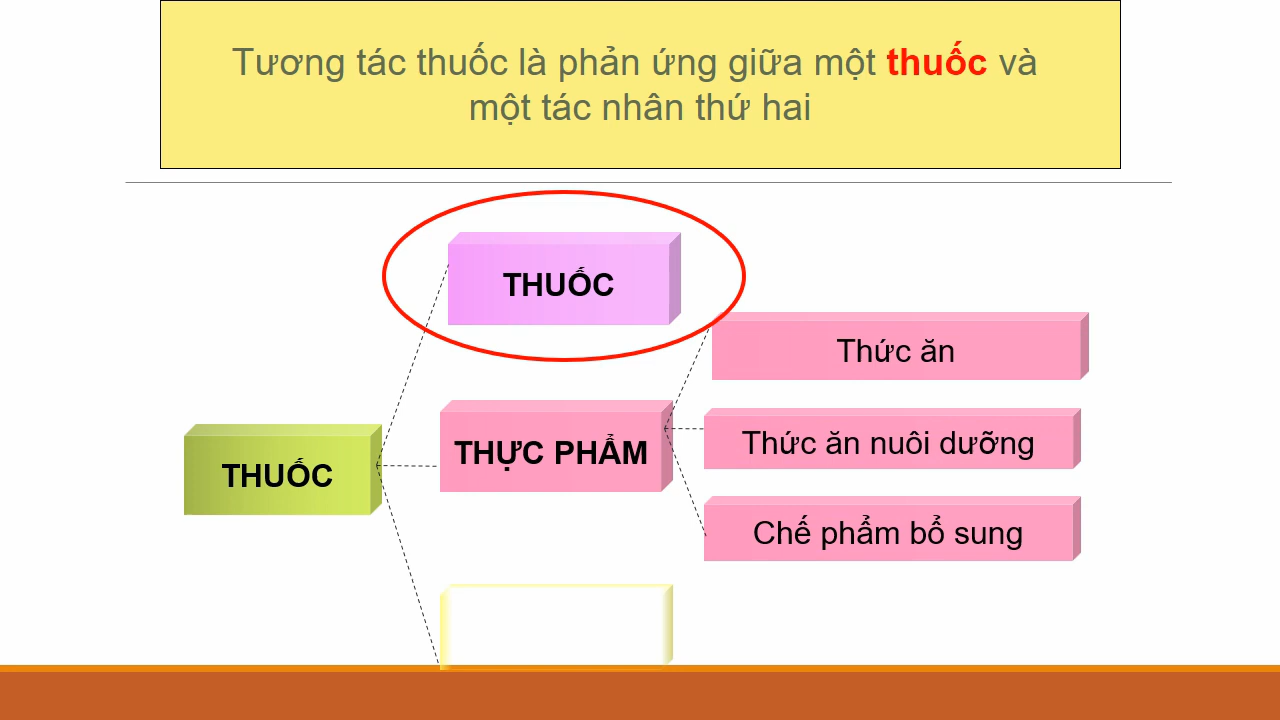 Tương tác thuốc là phản ứng giữa một thuốc và
một tác nhân thứ hai
THUỐC
Thức ăn
THỰC PHẨM
Thức ăn nuôi dưỡng
THUỐC
Chế phẩm bổ sung